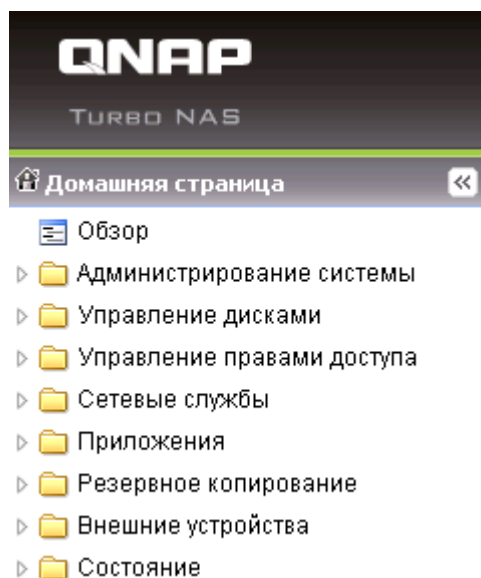 QNAP
TURBO NAS
Домашняя страница
Обзор
Администрирование системы
Управление дисками
Управление правами доступа
Сетевые службы
Приложения
Резервное копирование
Внешние устройства
Состояние